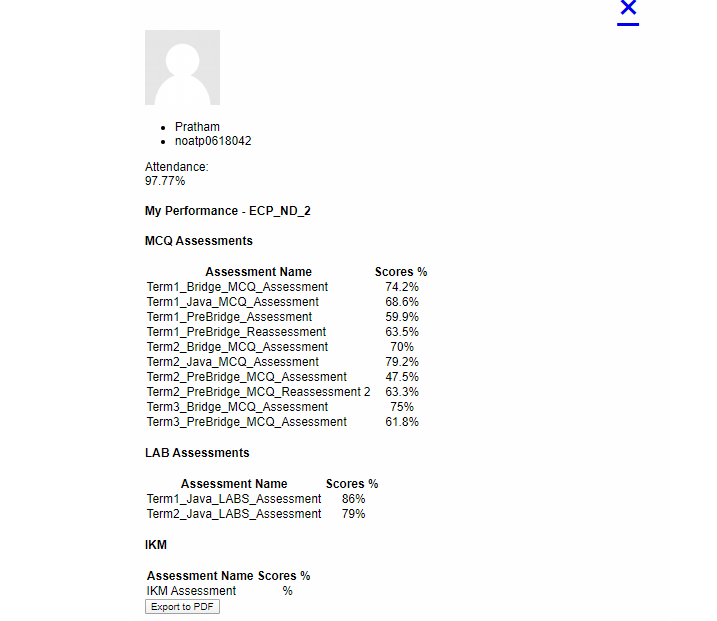 ×
Pratham
noatp0618042
Attendance:
97.77%
My Performance - ECP_ND_2
MCQ Assessments
Assessment Name Scores %
Term1_Bridge_MCQ_Assessment 74.2%
Term1_Java_MCQ_Assessment 68.6%
Term1_PreBridge_Assessment 59.9%
Term1_PreBridge_Reassessment 63.5%
Term2_Bridge_MCQ_Assessment 70%
Term2_Java_MCQ_Assessment 79.2%
Term2_PreBridge_MCQ_Assessment 47.5%
Term2_PreBridge_MCQ_Reassessment 2 63.3%
Term3_Bridge_MCQ_Assessment 75%
Term3_PreBridge_MCQ_Assessment 61.8%
LAB Assessments
Assessment Name Scores %
Term1_Java_LABS_Assessment 86%
Term2_Java_LABS_Assessment 79%
IKM
Assessment Name Scores %
IKM Assessment %
Export to PDF